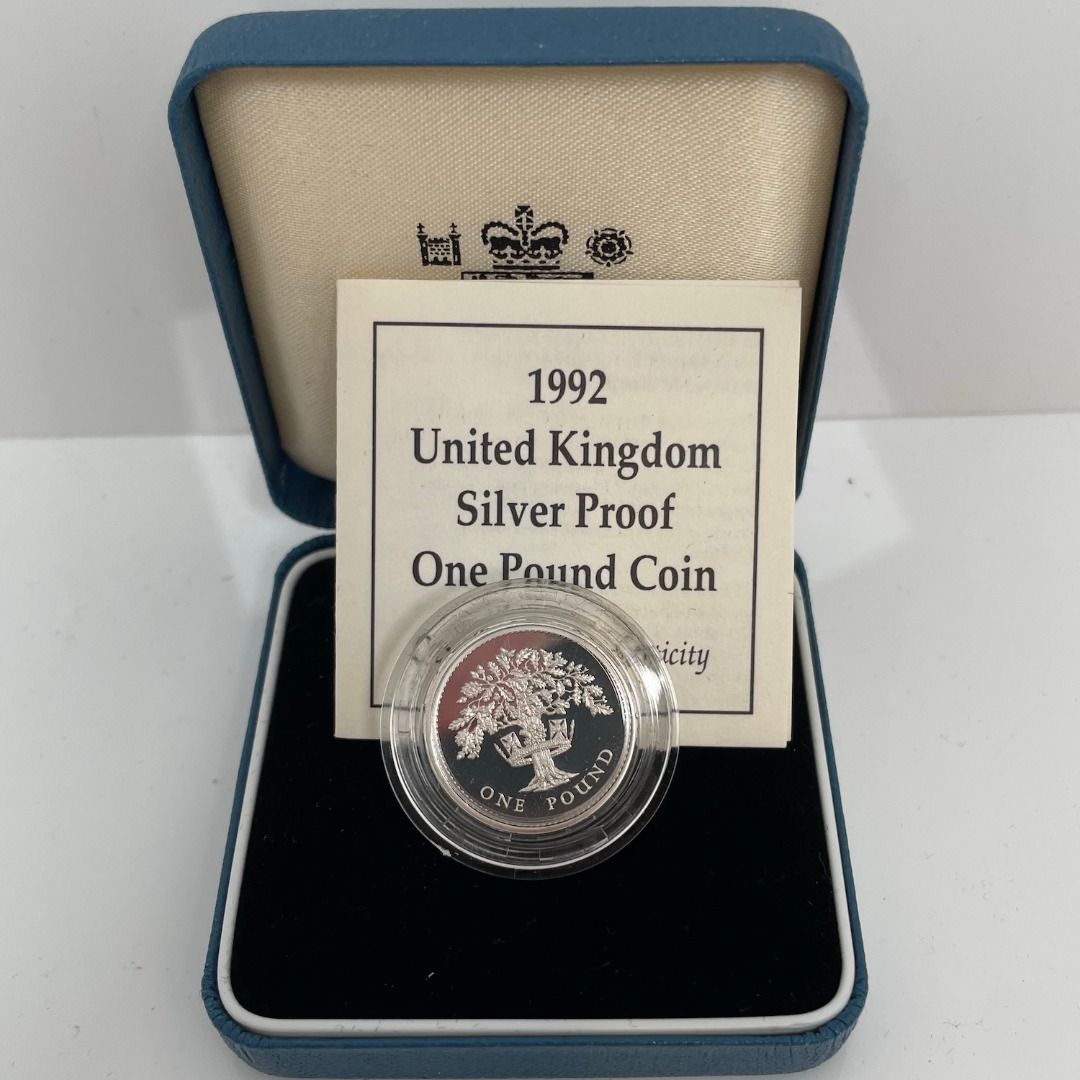 1992
United Kingdom
Silver Proof
One Pound Coin
ONE POUND